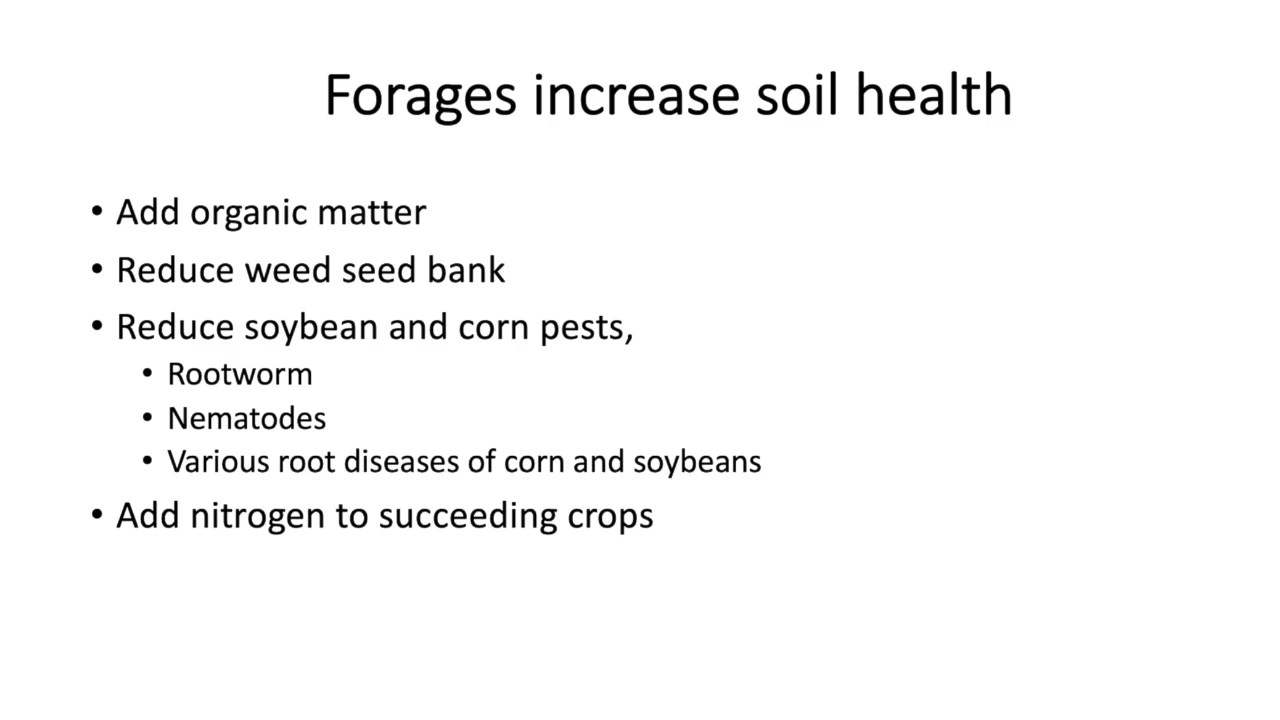 Forages increase soil health
• Add organic matter
• Reduce weed seed bank
• Reduce soybean and corn pests,
• Rootworm
• Nematodes
• Various root diseases of corn and soybeans
• Add nitrogen to succeeding crops